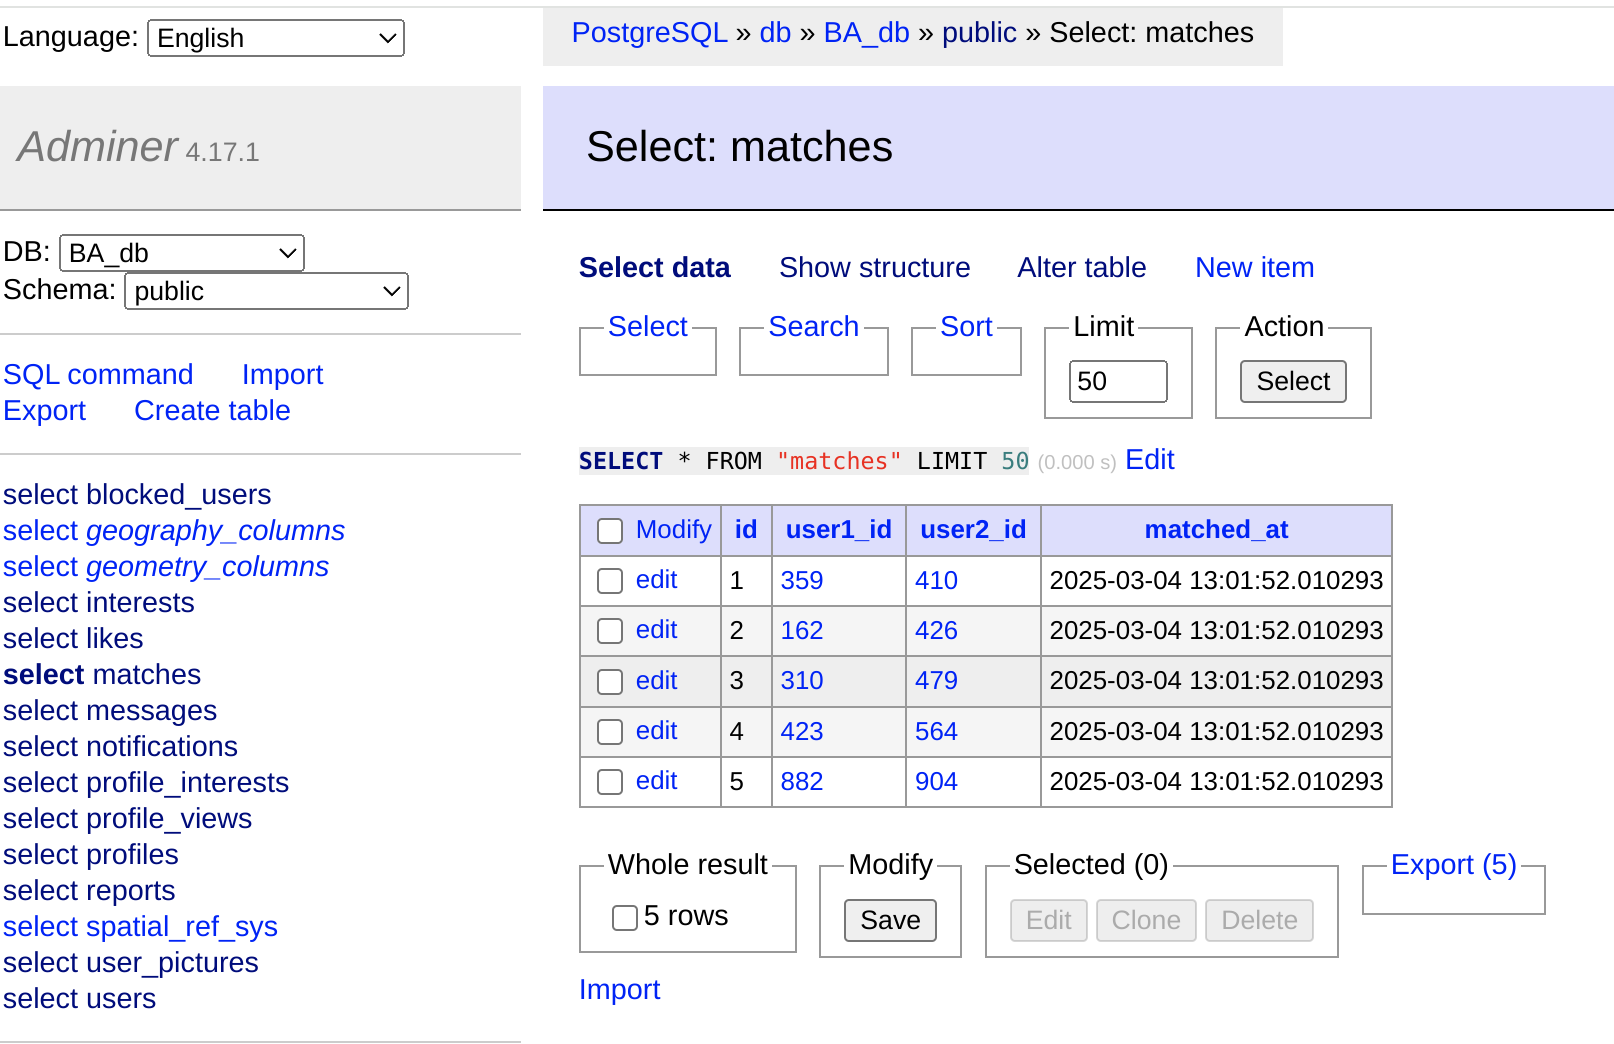 Language: English
PostgreSQL » db » BA_db » public » Select: matches
Adminer 4.17.1
Select: matches
DB: BA_db
Schema: public
SQL command Import
Export Create table
select blocked_users
select geography_columns
select geometry_columns
select interests
select likes
select matches
select messages
select notifications
select profile_interests
select profile_views
select profiles
select reports
select spatial_ref_sys
select user_pictures
select users
Select data Show structure Alter table New item
Select Search Sort Limit Action
50 Select
SELECT * FROM "matches" LIMIT 50 (0.000 s) Edit
Modify id user1_id user2_id matched_at
edit 1 359 410 2025-03-04 13:01:52.010293
edit 2 162 426 2025-03-04 13:01:52.010293
edit 3 310 479 2025-03-04 13:01:52.010293
edit 4 423 564 2025-03-04 13:01:52.010293
edit 5 882 904 2025-03-04 13:01:52.010293
Whole result Modify Selected (0) Export (5)
5 rows Save Edit Clone Delete
Import